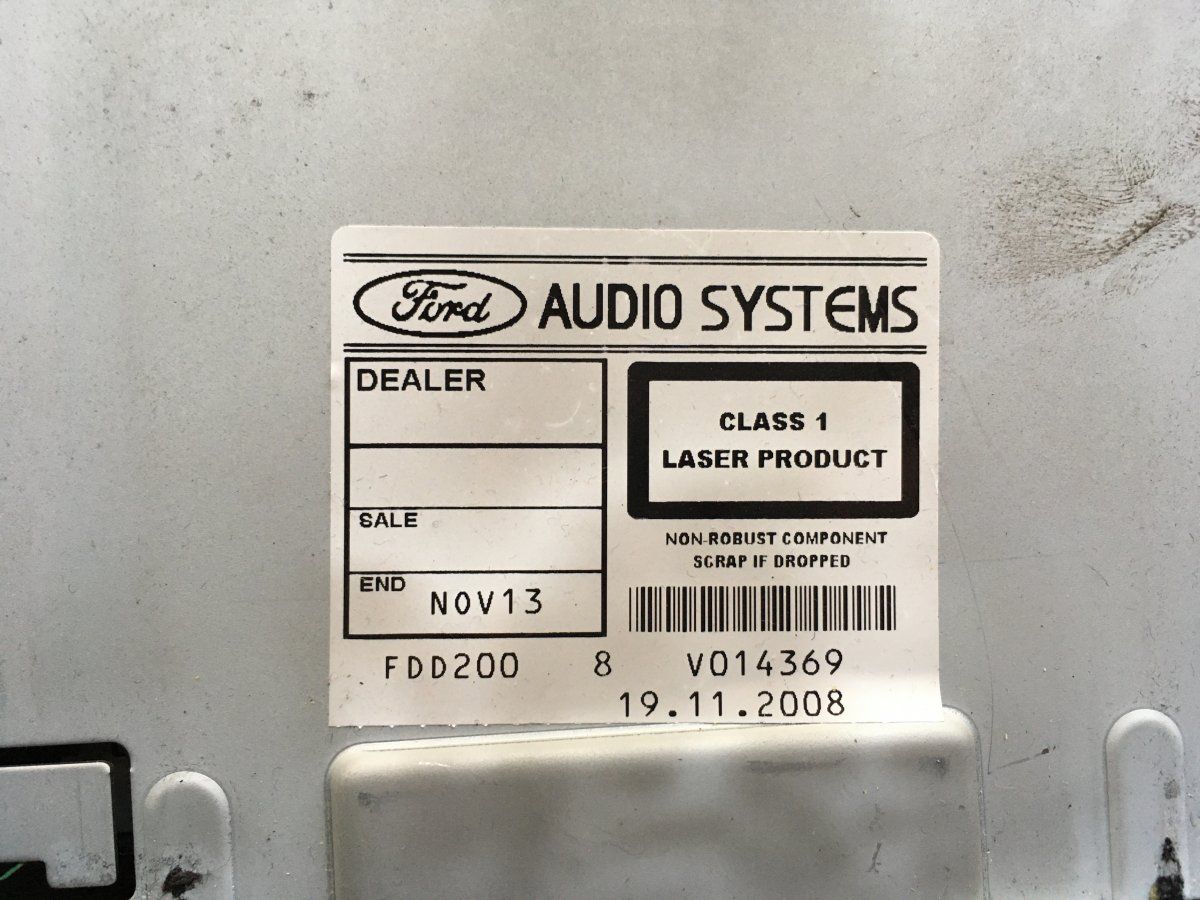 Ford AUDIO SYSTEMS
DEALER
SALE
END NOV13
CLASS 1
LASER PRODUCT
NON-ROBUST COMPONENT
SCRAP IF DROPPED
FDD200 8 V014369
19.11.2008